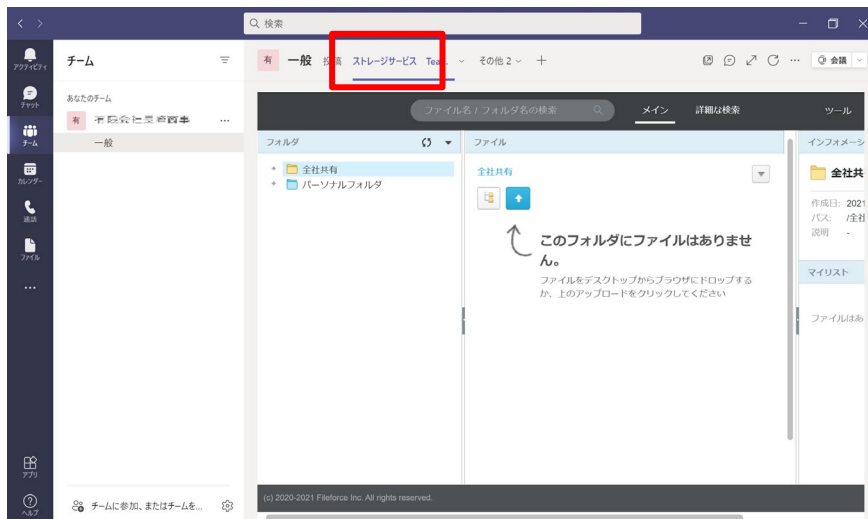 検索
アクティビティ
チャット
チーム
カレンダー
通話
ファイル
アプリ
ヘルプ
チーム
あなたのチーム
有
一般
チームに参加、またはチームを...
有 一般 投稿 ストレージサービス Tea... その他 2
会議
ファイル名 / フォルダ名の検索
メイン
詳細な検索
ツール
フォルダ
全社共有
パーソナルフォルダ
ファイル
全社共有
このフォルダにファイルはありませ
ん。
ファイルをデスクトップからブラウザにドロップする
か、上のアップロードをクリックしてください
インフォメーシ
全社共
作成日: 2021
パス: /全社
説明 -
マイリスト
ファイルはあ
(c) 2020-2021 Fileforce Inc. All rights reserved.